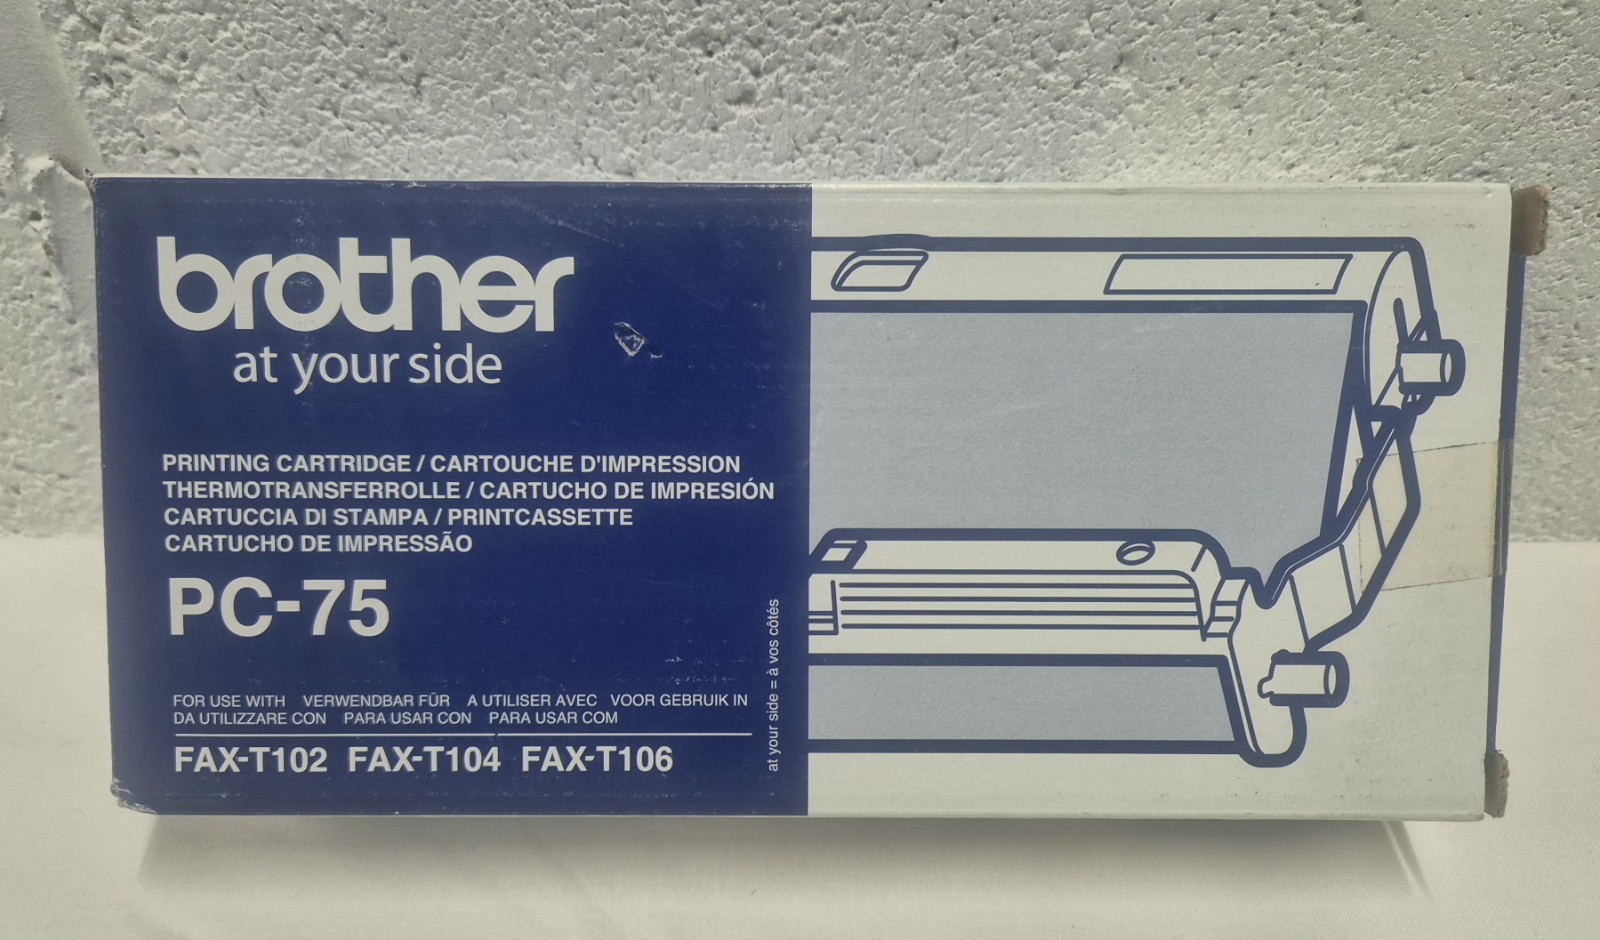 brother
at your side
PRINTING CARTRIDGE / CARTOUCHE D'IMPRESSION
THERMOTRANSFERROLLE / CARTUCHO DE IMPRESIÓN
CARTUCCIA DI STAMPA / PRINTCASSETTE
CARTUCHO DE IMPRESSÃO
PC-75
FOR USE WITH VERWENDBAR FÜR A UTILISER AVEC VOOR GEBRUIK IN
DA UTILIZZARE CON PARA USAR CON PARA USAR COM
FAX-T102 FAX-T104 FAX-T106
at your side = à vos côtés